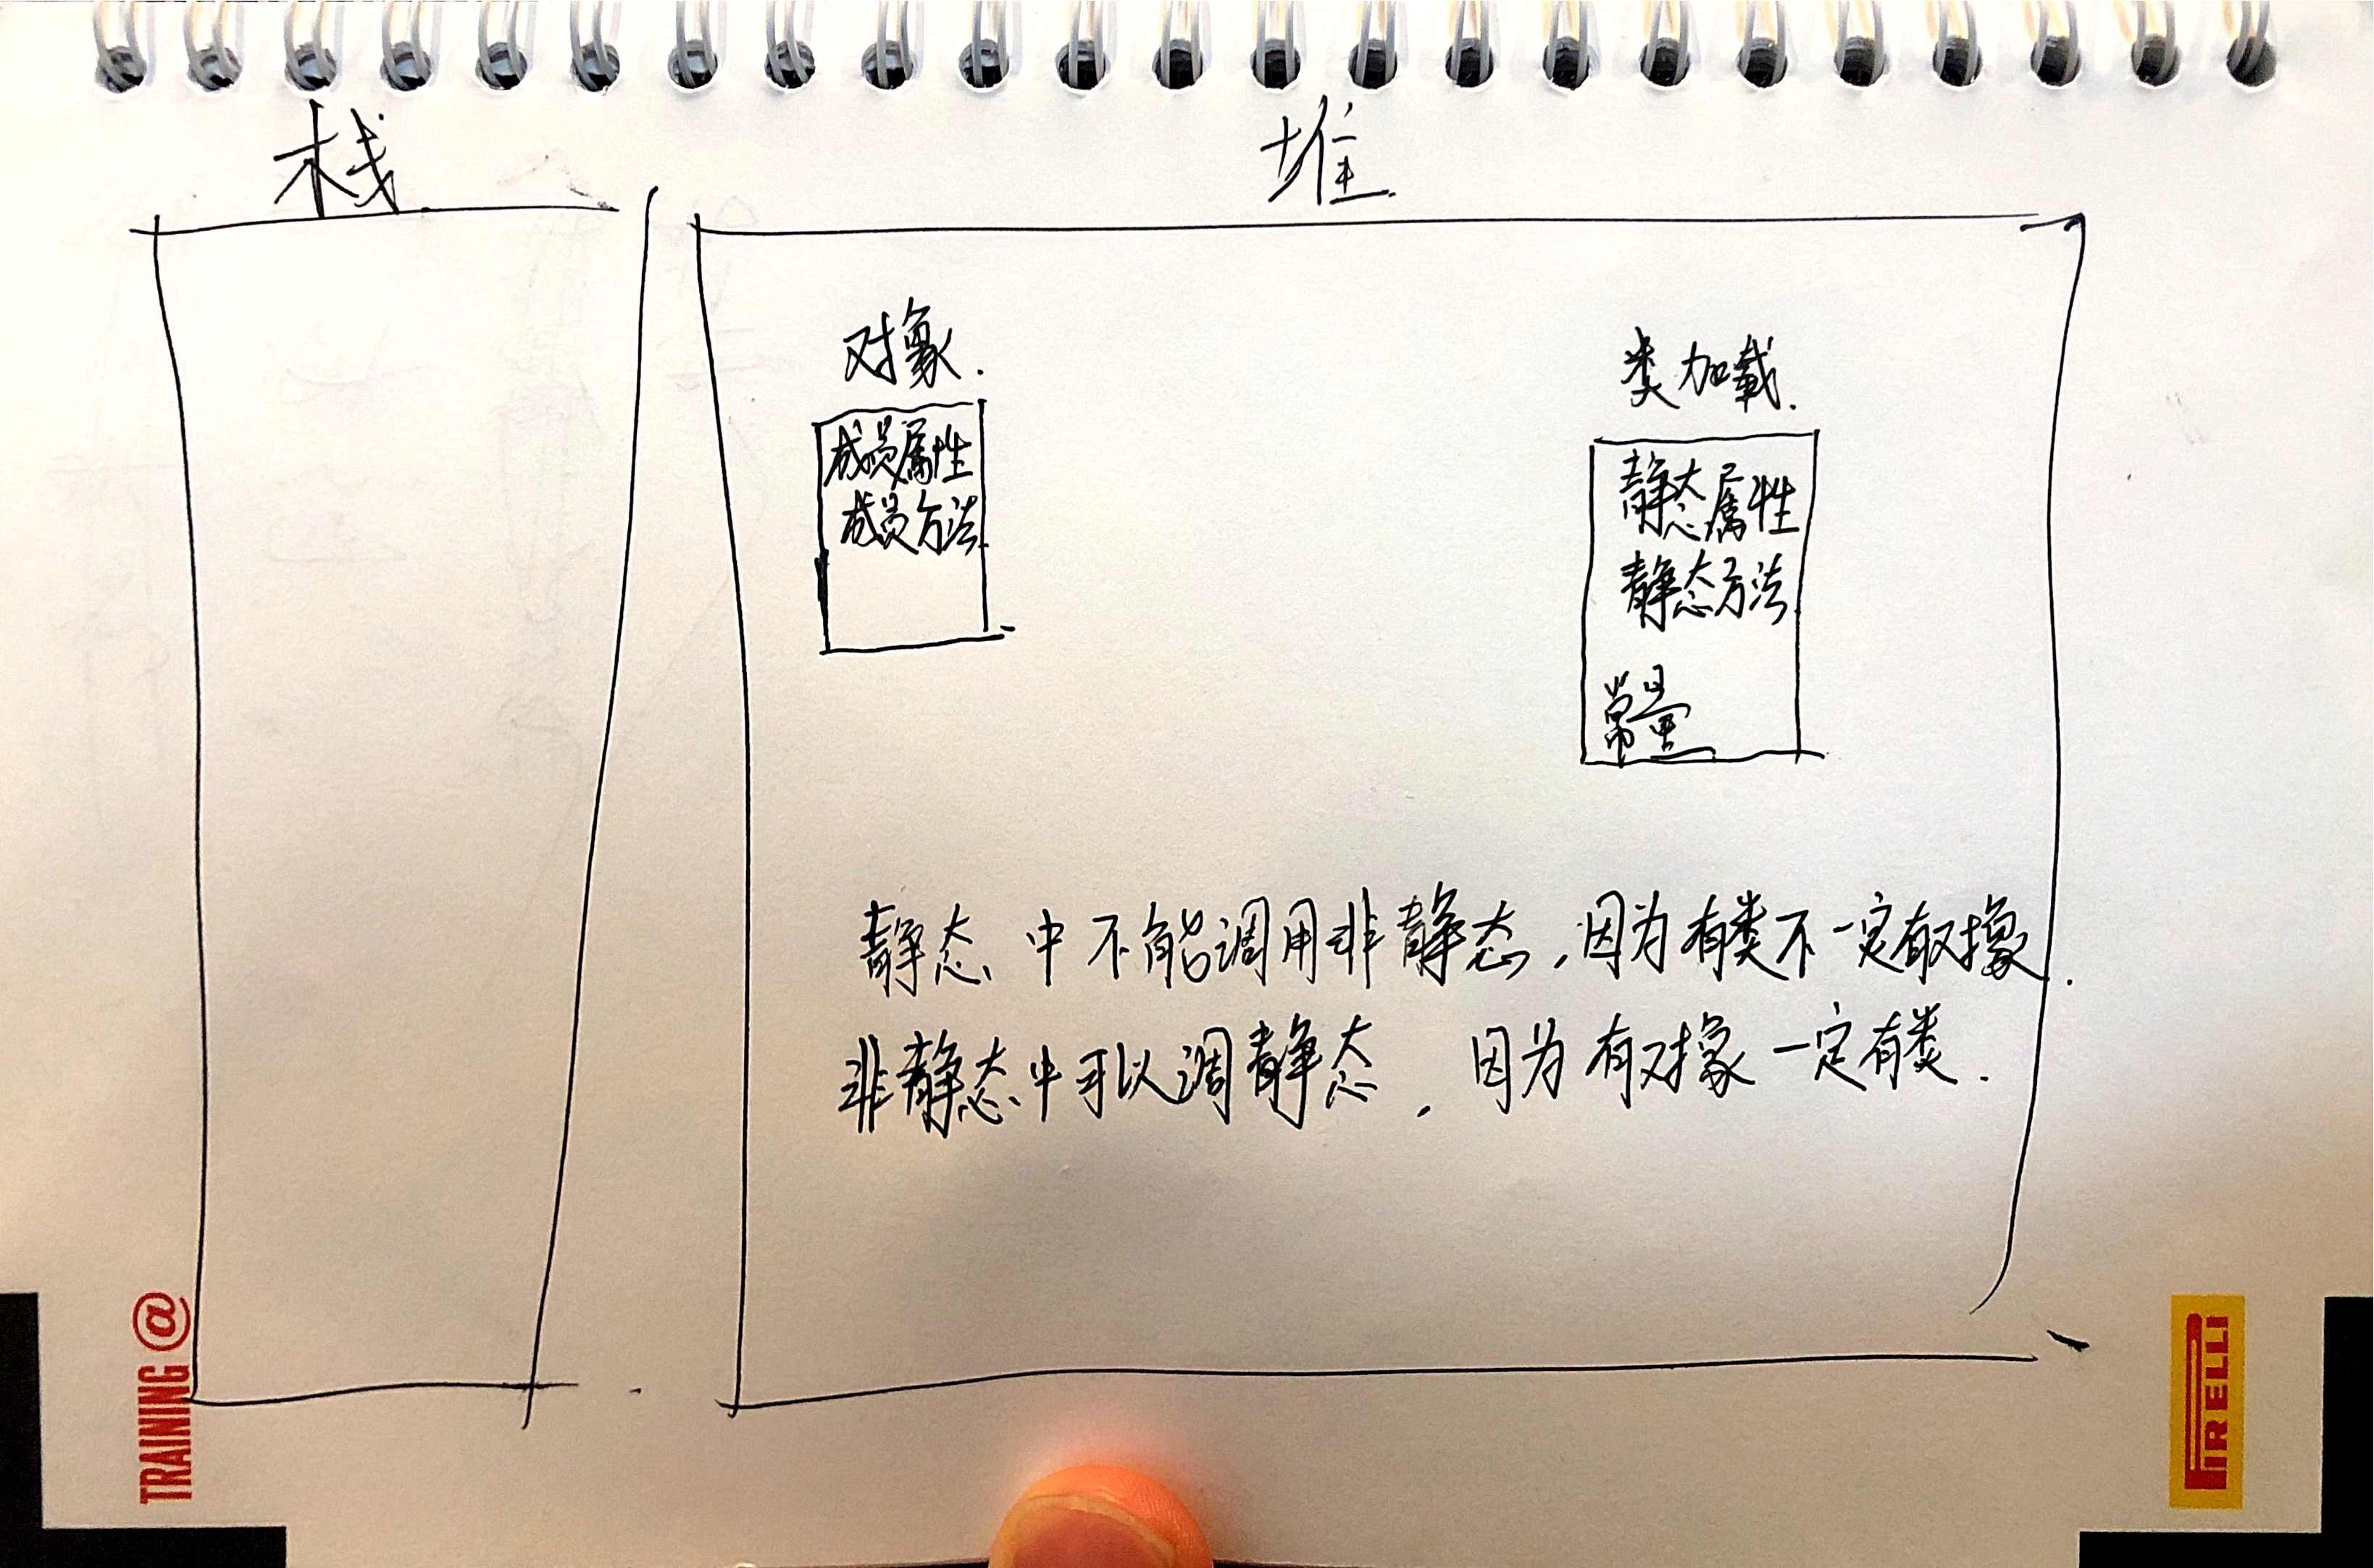 栈
堆
对象.
成员属性
成员方法
类加载.
静态属性
静态方法
常量
静态中不能调用非静态,因为有类不一定有对象.
非静态中可以调静态,因为有对象一定有类.
TRAINING @
PIRELLI